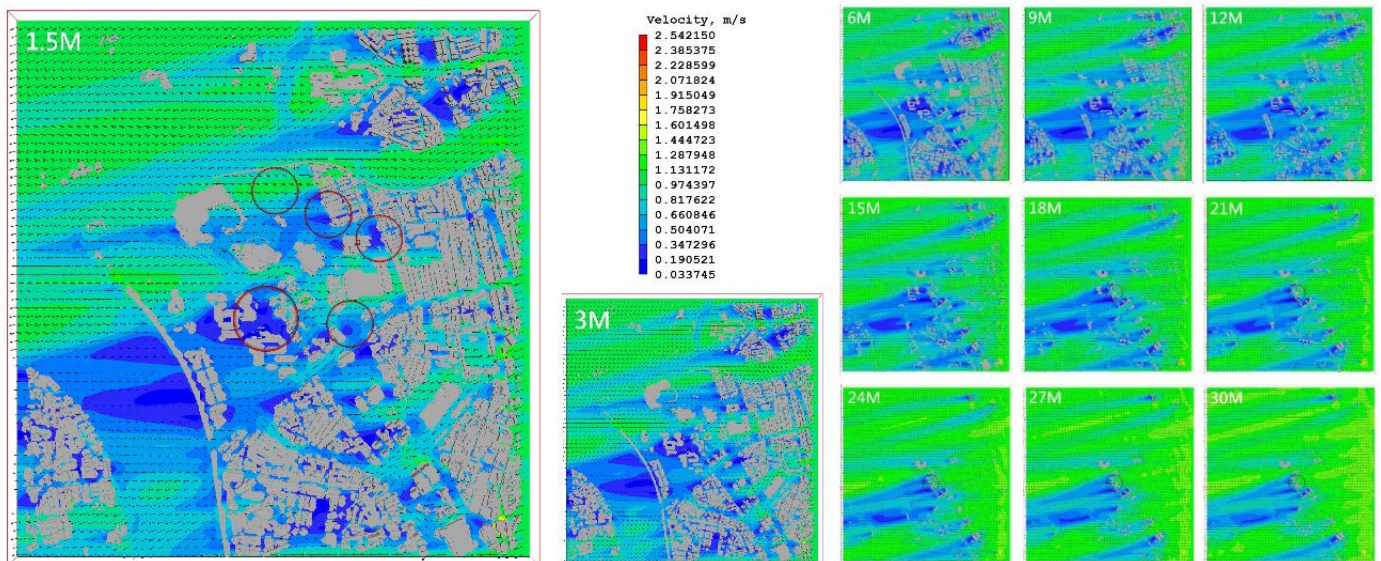 1.5M
Velocity, m/s
2.542150
2.385375
2.228599
2.071824
1.915049
1.758273
1.601498
1.444723
1.287948
1.131172
0.974397
0.817622
0.660846
0.504071
0.347296
0.190521
0.033745
3M
6M
9M
12M
15M
18M
21M
24M
27M
30M